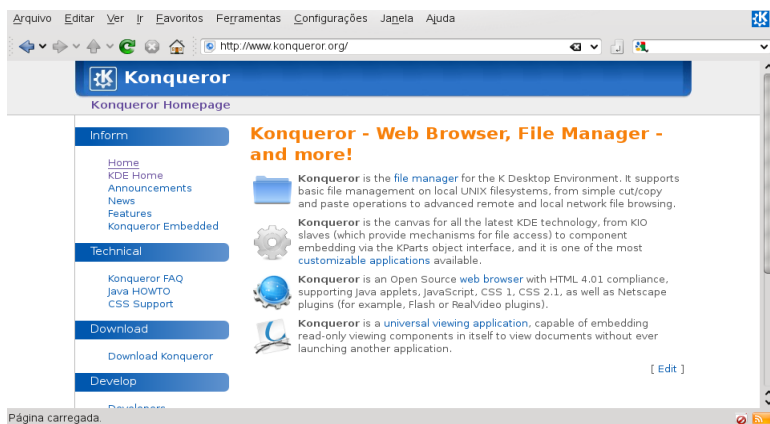 Arquivo Editar Ver Ir Favoritos Ferramentas Configurações Janela Ajuda
http://www.konqueror.org/
Konqueror
Konqueror Homepage
Inform
Home
KDE Home
Announcements
News
Features
Konqueror Embedded
Technical
Konqueror FAQ
Java HOWTO
CSS Support
Download
Download Konqueror
Develop
Developers
Konqueror - Web Browser, File Manager -
and more!
Konqueror is the file manager for the K Desktop Environment. It supports
basic file management on local UNIX filesystems, from simple cut/copy
and paste operations to advanced remote and local network file browsing.
Konqueror is the canvas for all the latest KDE technology, from KIO
slaves (which provide mechanisms for file access) to component
embedding via the KParts object interface, and it is one of the most
customizable applications available.
Konqueror is an Open Source web browser with HTML 4.01 compliance,
supporting Java applets, JavaScript, CSS 1, CSS 2.1, as well as Netscape
plugins (for example, Flash or RealVideo plugins).
Konqueror is a universal viewing application, capable of embedding
read-only viewing components in itself to view documents without ever
launching another application.
[ Edit ]
Página carregada.